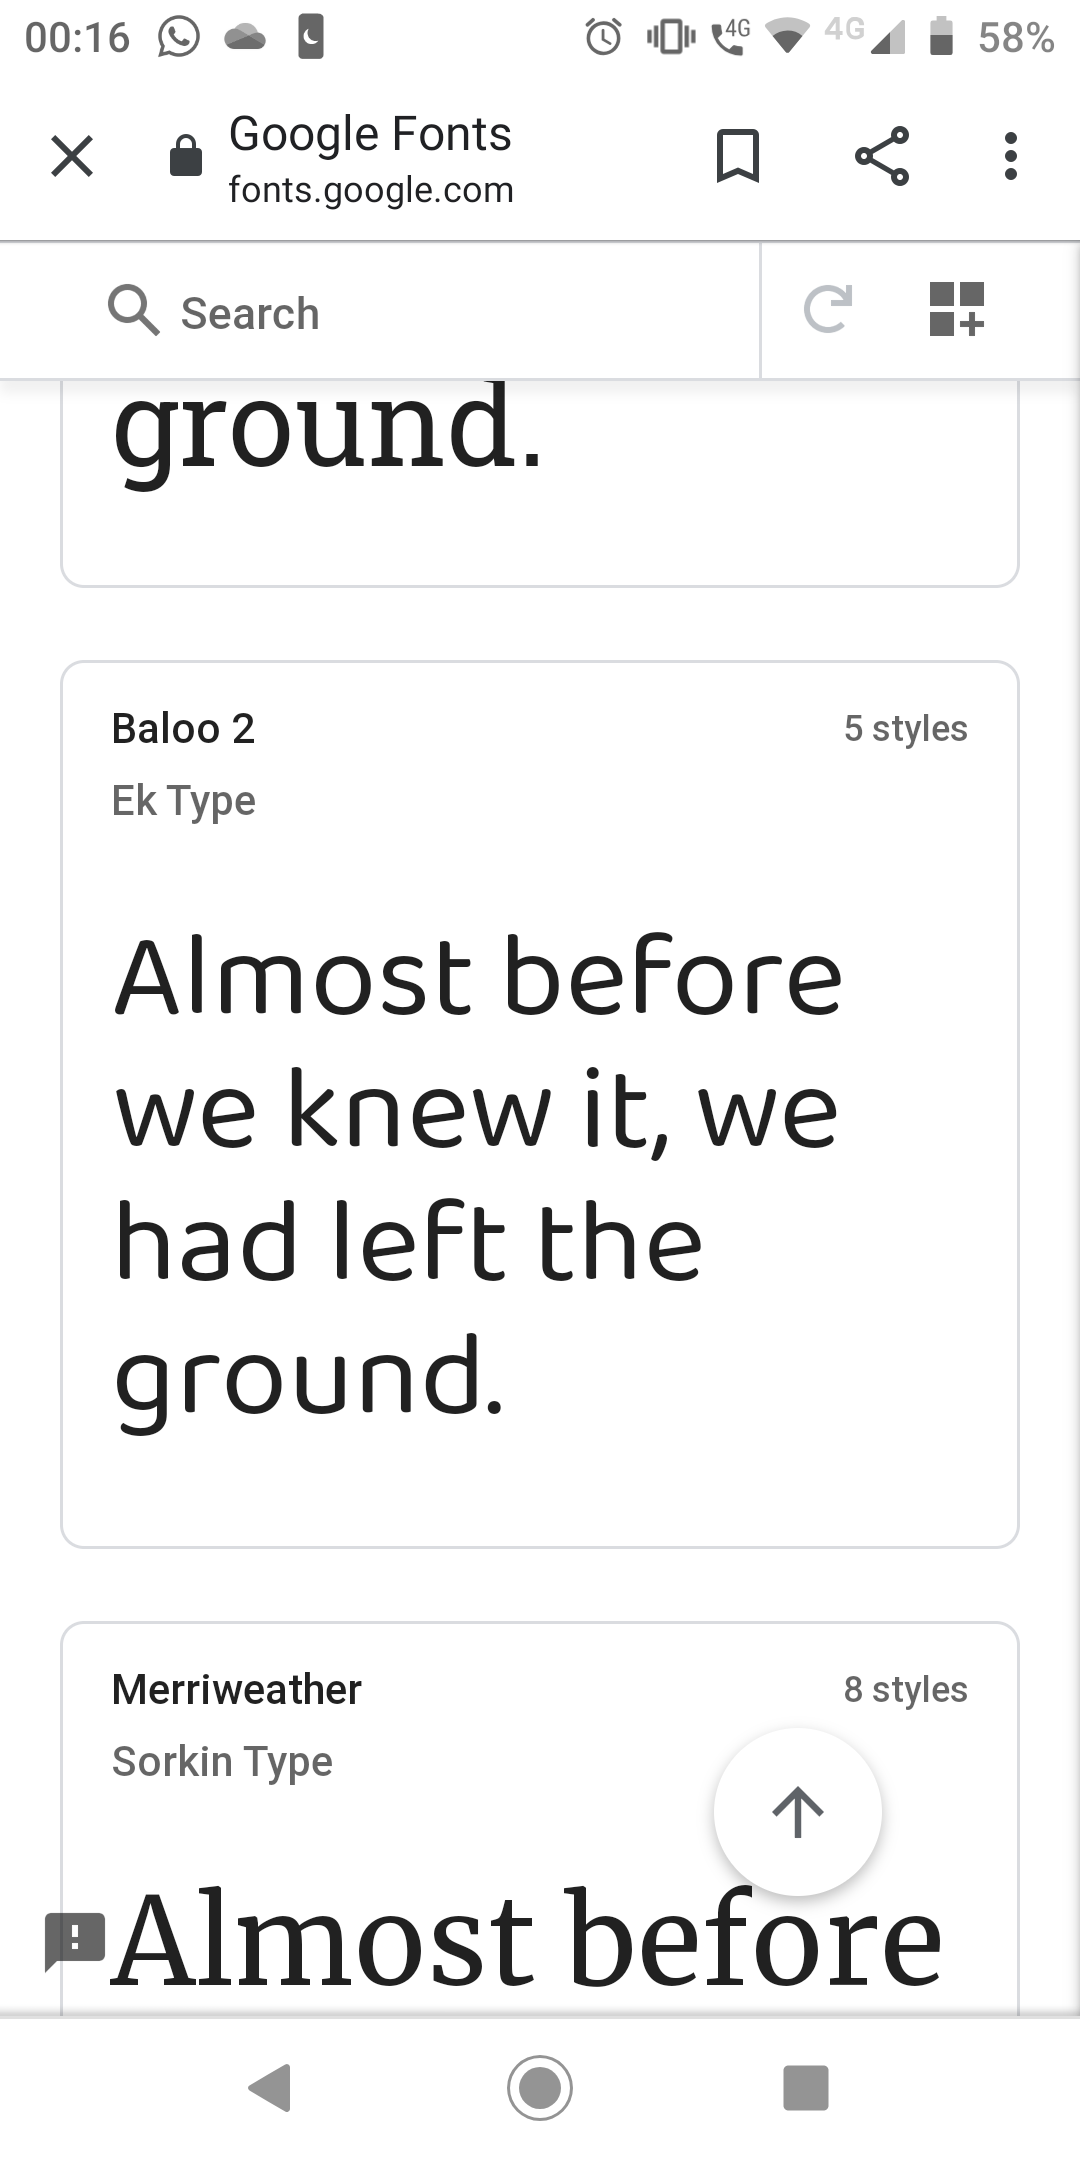 00:16
4G
4G
58%
Google Fonts
fonts.google.com
Search
ground.
Baloo 2
5 styles
Ek Type
Almost before
we knew it, we
had left the
ground.
Merriweather
8 styles
Sorkin Type
Almost before